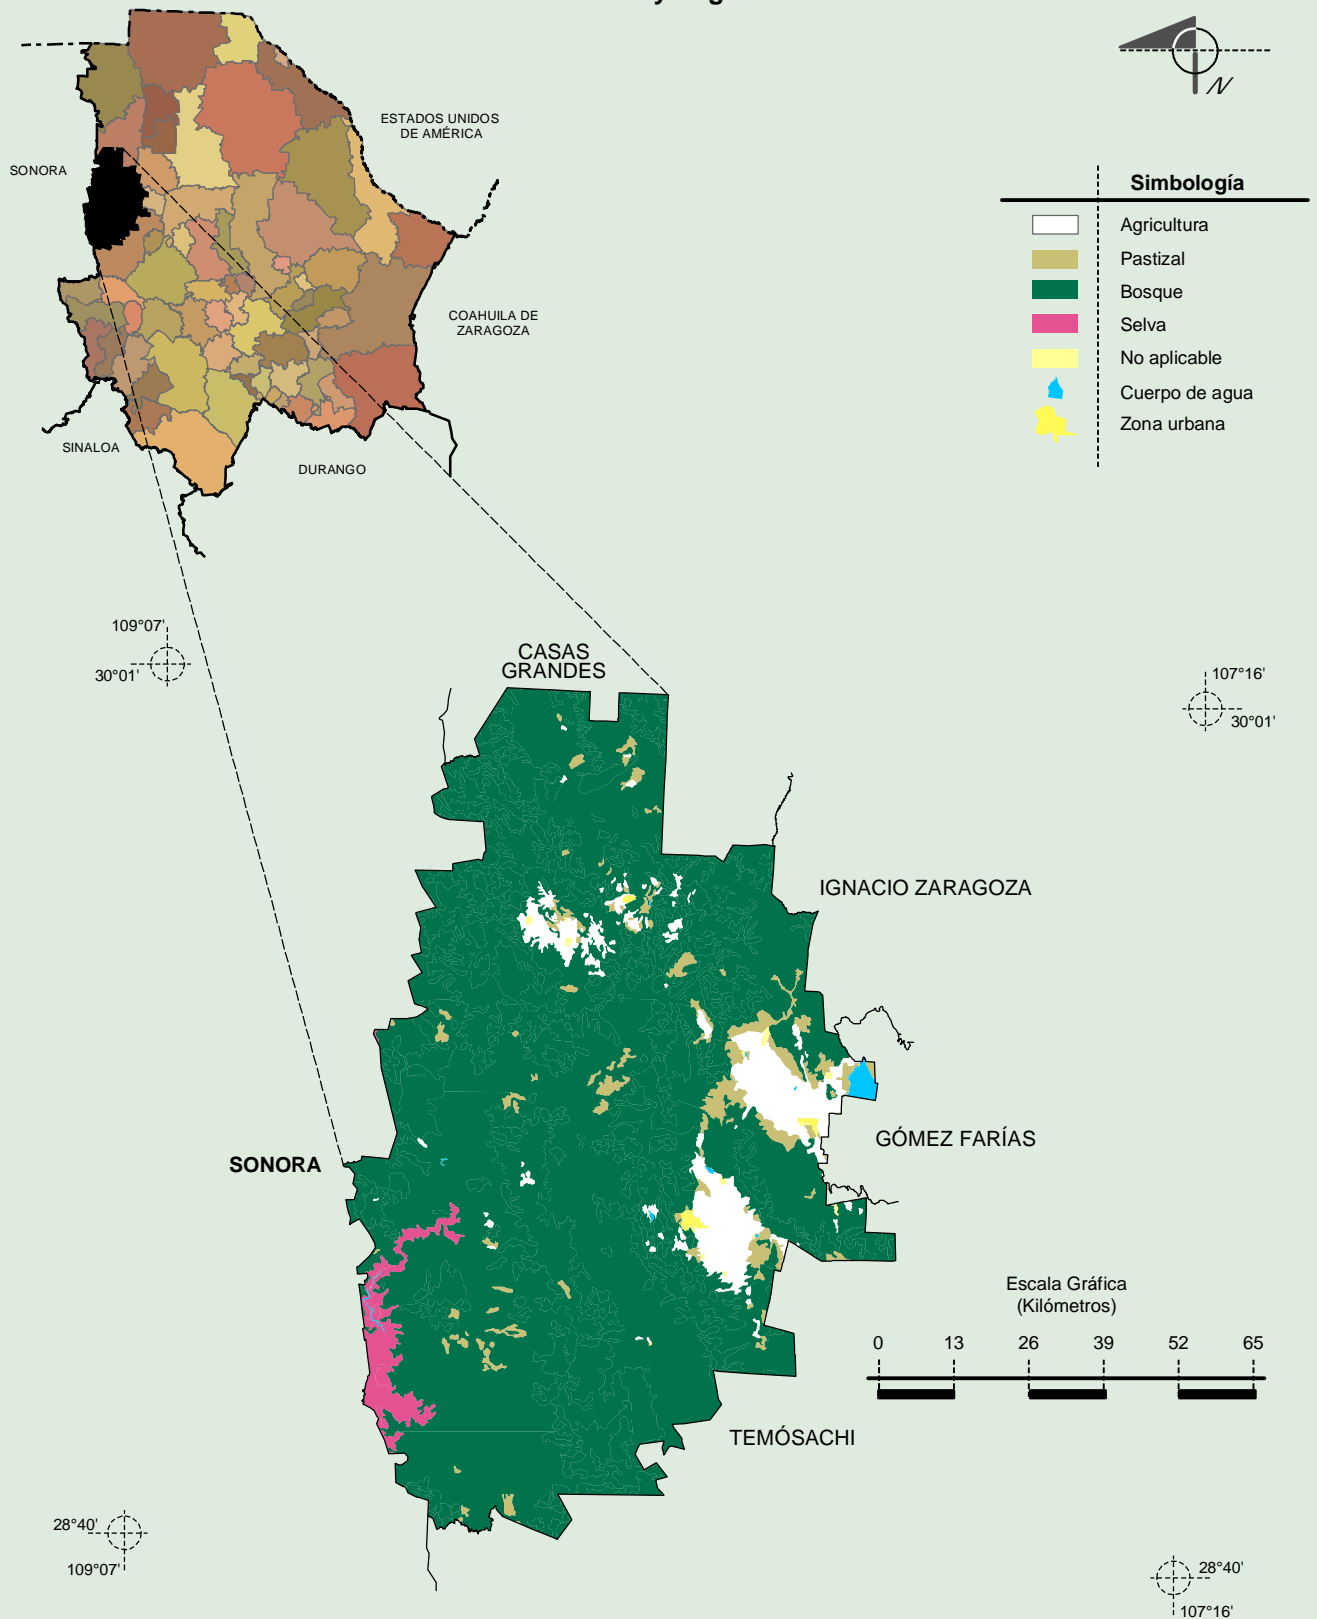 ESTADOS UNIDOS
DE AMÉRICA
SONORA
COAHUILA DE
ZARAGOZA
SINALOA
DURANGO
N
Simbología
Agricultura
Pastizal
Bosque
Selva
No aplicable
Cuerpo de agua
Zona urbana
109°07'
30°01'
107°16'
30°01'
CASAS
GRANDES
IGNACIO ZARAGOZA
GÓMEZ FARÍAS
SONORA
TEMÓSACHI
Escala Gráfica
(Kilómetros)
0 13 26 39 52 65
28°40'
109°07'
28°40'
107°16'